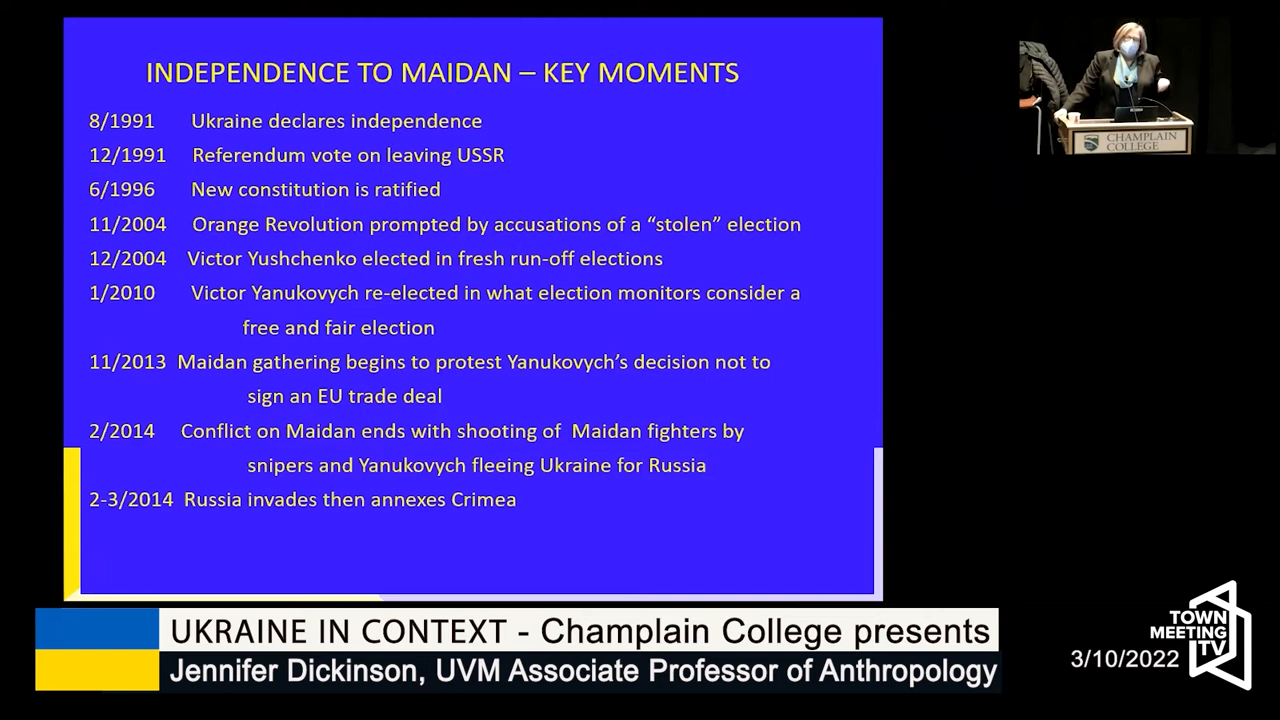 INDEPENDENCE TO MAIDAN – KEY MOMENTS
8/1991 Ukraine declares independence
12/1991 Referendum vote on leaving USSR
6/1996 New constitution is ratified
11/2004 Orange Revolution prompted by accusations of a “stolen” election
12/2004 Victor Yushchenko elected in fresh run-off elections
1/2010 Victor Yanukovych re-elected in what election monitors consider a
free and fair election
11/2013 Maidan gathering begins to protest Yanukovych’s decision not to
sign an EU trade deal
2/2014 Conflict on Maidan ends with shooting of Maidan fighters by
snipers and Yanukovych fleeing Ukraine for Russia
2-3/2014 Russia invades then annexes Crimea
CHAMPLAIN
COLLEGE
UKRAINE IN CONTEXT - Champlain College presents
Jennifer Dickinson, UVM Associate Professor of Anthropology
3/10/2022
TOWN
MEETING
TV